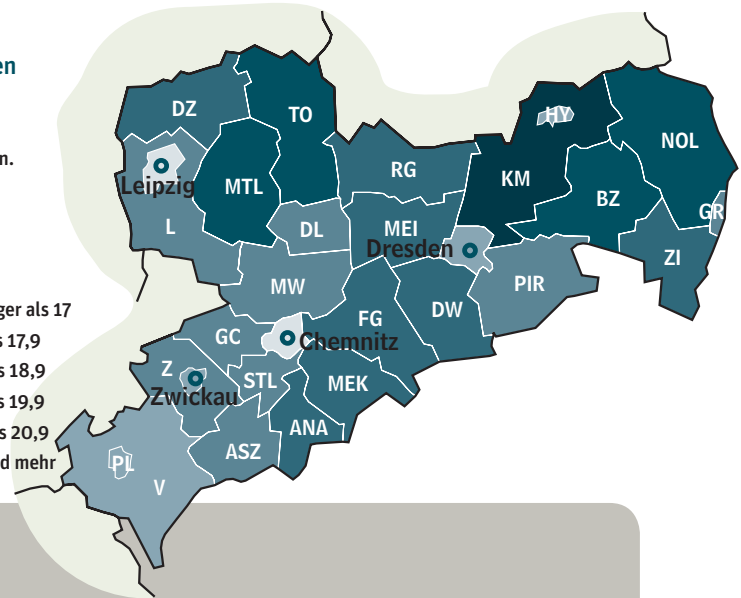 en
m.
ger als 17
s 17,9
s 18,9
s 19,9
s 20,9
d mehr
DZ
TO
HY
NOL
Leipzig
MTL
RG
KM
BZ
GR
L
DL
MEI
Dresden
ZI
MW
PIR
FG
DW
GC
Chemnitz
Z
STL
MEK
Zwickau
ANA
ASZ
PL
V